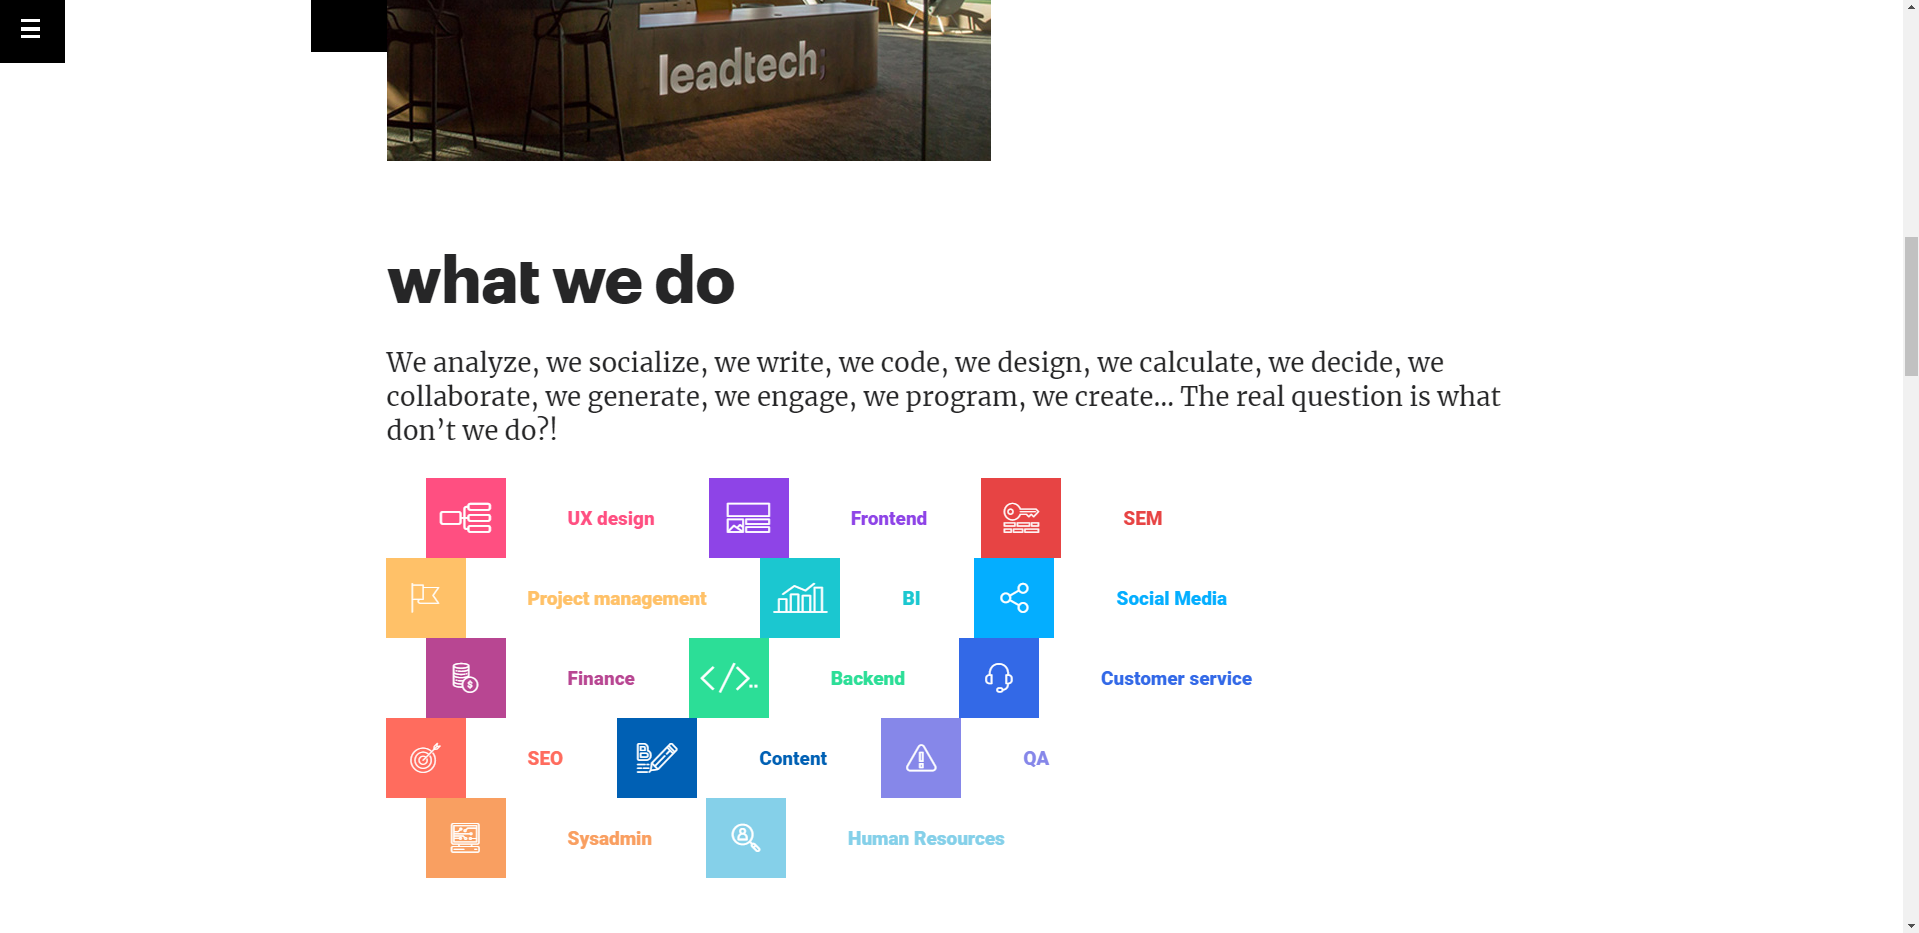 leadtech;
what we do
We analyze, we socialize, we write, we code, we design, we calculate, we decide, we
collaborate, we generate, we engage, we program, we create... The real question is what
don’t we do?!
UX design
Frontend
SEM
Project management
BI
Social Media
Finance
Backend
Customer service
SEO
Content
QA
Sysadmin
Human Resources